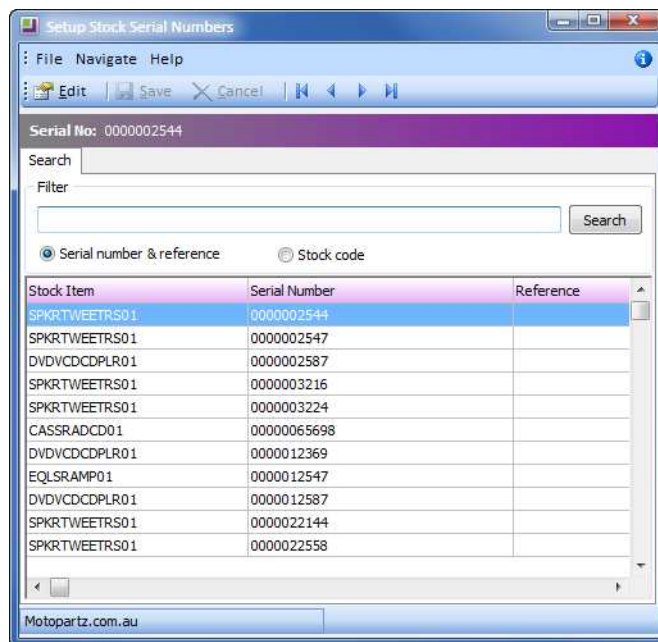 Setup Stock Serial Numbers
File Navigate Help
Edit Save Cancel
Serial No: 0000002544
Search
Filter
Search
Serial number & reference Stock code
Stock Item Serial Number Reference
SPKRTWEETRS01 0000002544
SPKRTWEETRS01 0000002547
DVDVCDCDPLR01 0000002587
SPKRTWEETRS01 0000003216
SPKRTWEETRS01 0000003224
CASSRADCD01 00000065698
DVDVCDCDPLR01 0000012369
EQLSRAMP01 0000012547
DVDVCDCDPLR01 0000012587
SPKRTWEETRS01 0000022144
SPKRTWEETRS01 0000022558
Motopartz.com.au